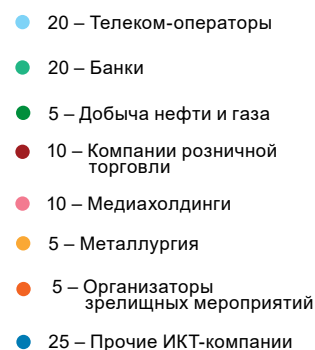 20 – Телеком-операторы
20 – Банки
5 – Добыча нефти и газа
10 – Компании розничной
торговли
10 – Медиахолдинги
5 – Металлургия
5 – Организаторы
зрелищных мероприятий
25 – Прочие ИКТ-компании